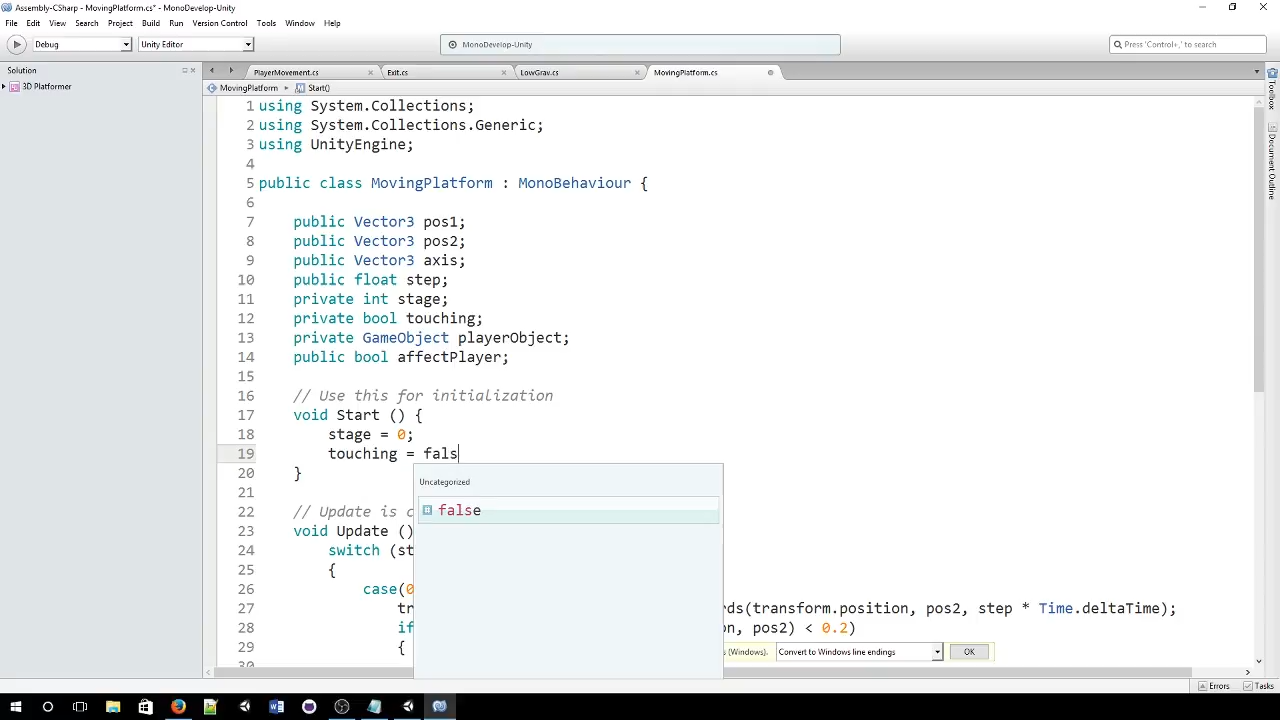 Assembly-CSharp - MovingPlatform.cs* - MonoDevelop-Unity
File Edit View Search Project Build Run Version Control Tools Window Help
Debug Unity Editor MonoDevelop-Unity Press 'Control+,' to search
Solution PlayerMovement.cs Exit.cs LowGrav.cs MovingPlatform.cs
3D Platformer MovingPlatform Start()
Toolbox
Document Outline
1 using System.Collections;
2 using System.Collections.Generic;
3 using UnityEngine;
4
5 public class MovingPlatform : MonoBehaviour {
6
7 public Vector3 pos1;
8 public Vector3 pos2;
9 public Vector3 axis;
10 public float step;
11 private int stage;
12 private bool touching;
13 private GameObject playerObject;
14 public bool affectPlayer;
15
16 // Use this for initialization
17 void Start () {
18 stage = 0;
19 touching = fals
20 }
21
22 // Update is c
23 void Update ()
24 switch (st
25 {
26 case(0
27 tr rds(transform.position, pos2, step * Time.deltaTime);
28 if n, pos2) < 0.2)
29 {
30
Uncategorized
false
s (Windows). Convert to Windows line endings OK
Errors Tasks